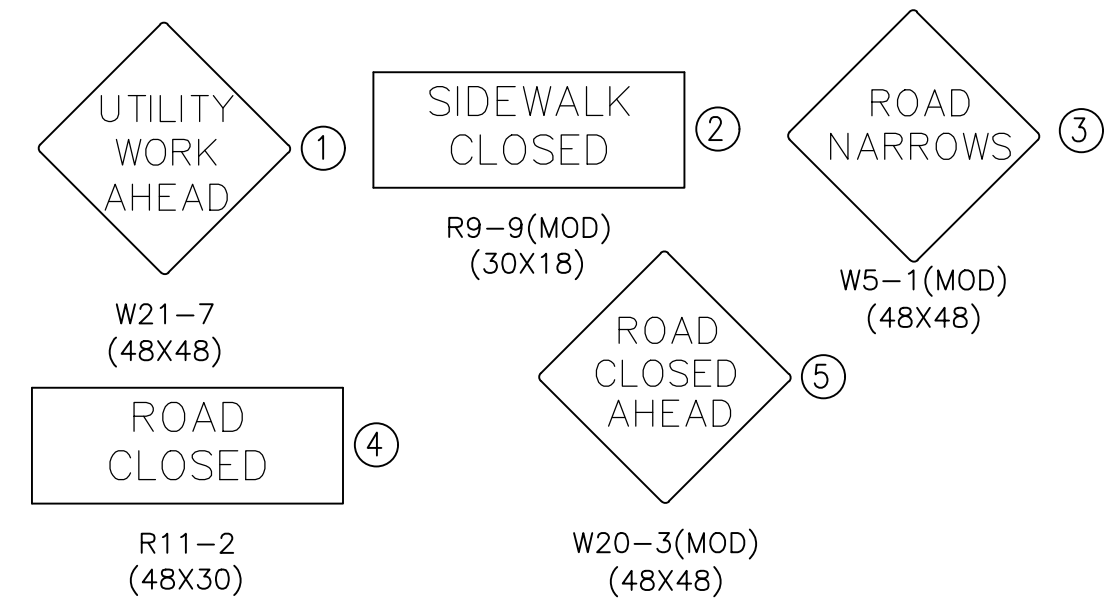 UTILITY
WORK
AHEAD
1
W21-7
(48X48)
SIDEWALK
CLOSED
2
R9-9(MOD)
(30X18)
ROAD
NARROWS
3
W5-1(MOD)
(48X48)
ROAD
CLOSED
4
R11-2
(48X30)
ROAD
CLOSED
AHEAD
5
W20-3(MOD)
(48X48)